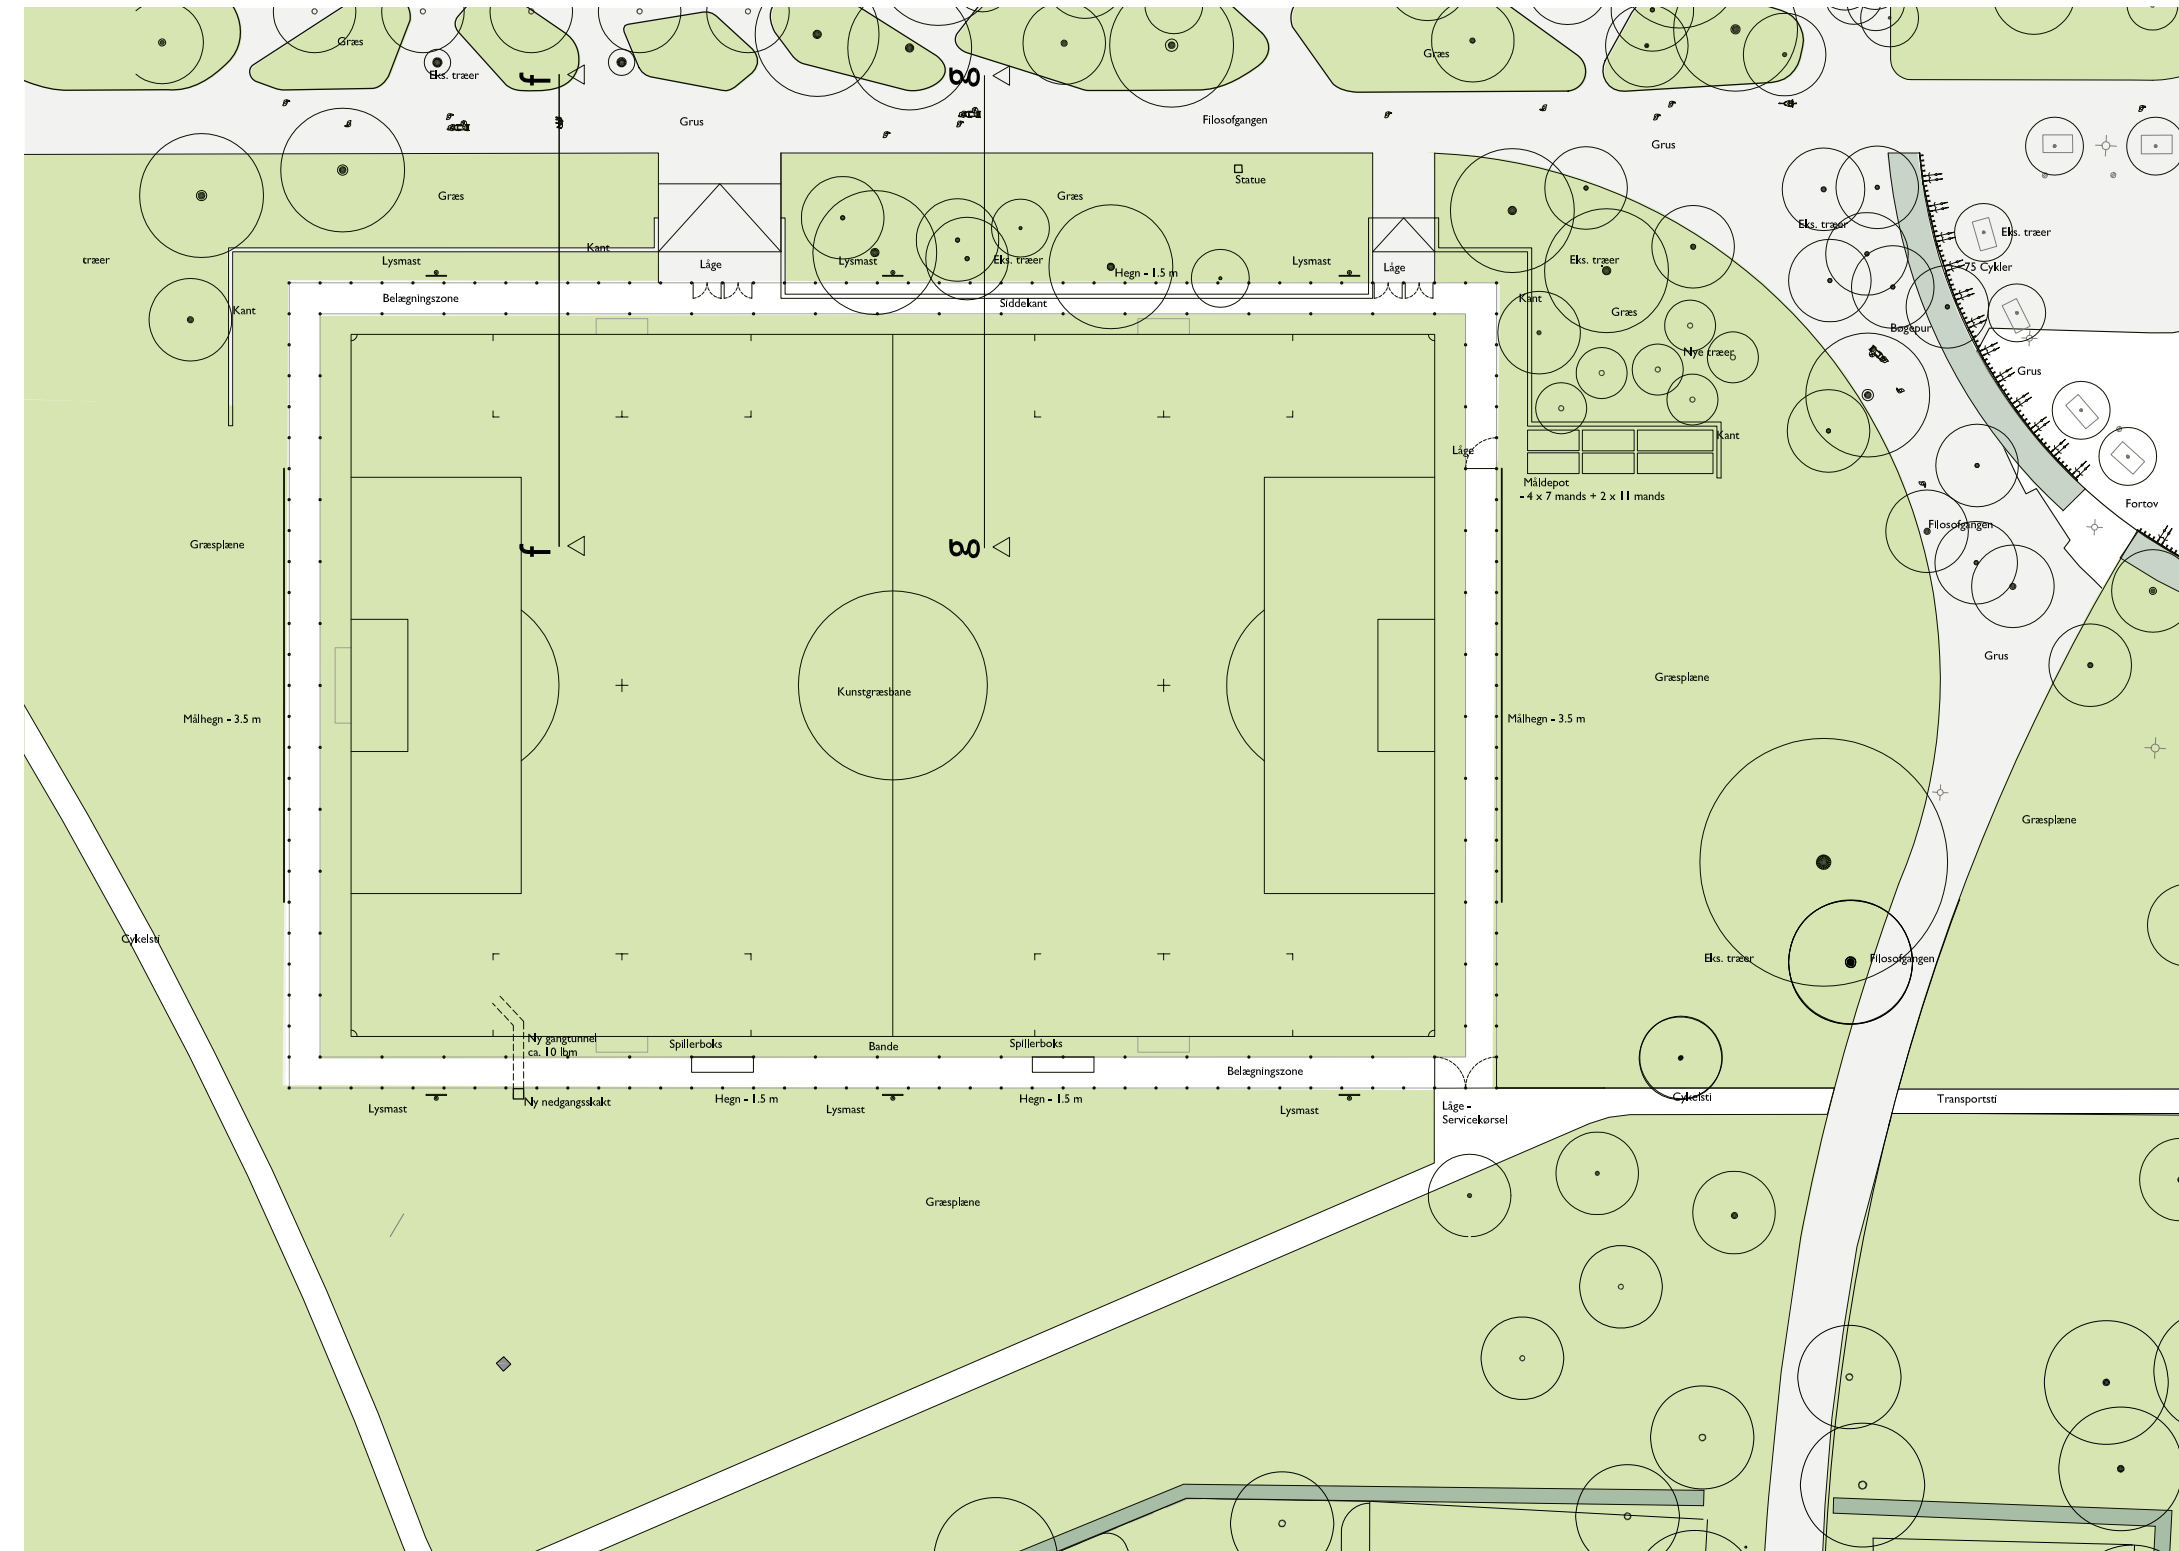 Græs
Eks. træer
f
g
Græs
Grus
Filosofgangen
Grus
Græs
Græs
Statue
Eks. træer
Eks. træer
75 Cykler
træer
Kant
Lysmast
Låge
Lysmast
Eks. træer
Hegn - 1.5 m
Lysmast
Låge
Eks. træer
Belægningszone
Siddekant
Kant
Kant
Græs
Bøgepur
Nye træer
Grus
Låge
Kant
Måldepot
- 4 x 7 mands + 2 x 11 mands
Fortov
Filosofgangen
Græsplæne
f
g
Grus
Græsplæne
Målhegn - 3.5 m
Kunstgræsbane
Målhegn - 3.5 m
Græsplæne
Cykelsti
Eks. træer
Filosofgangen
Ny gangtunnel
ca. 10 lbm
Spillerboks
Bande
Spillerboks
Belægningszone
Ny nedgangsskakt
Lysmast
Hegn - 1.5 m
Lysmast
Hegn - 1.5 m
Lysmast
Låge -
Servicekørsel
Cykelsti
Transportsti
Græsplæne